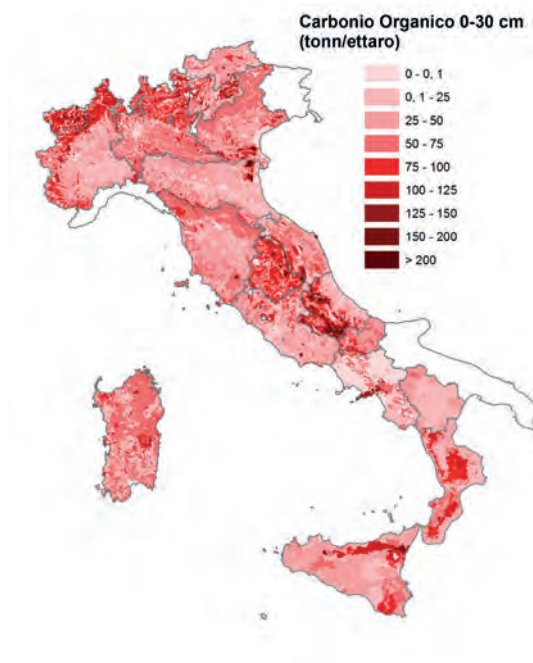 Carbonio Organico 0-30 cm
(tonn/ettaro)
0 - 0, 1
0, 1 - 25
25 - 50
50 - 75
75 - 100
100 - 125
125 - 150
150 - 200
> 200